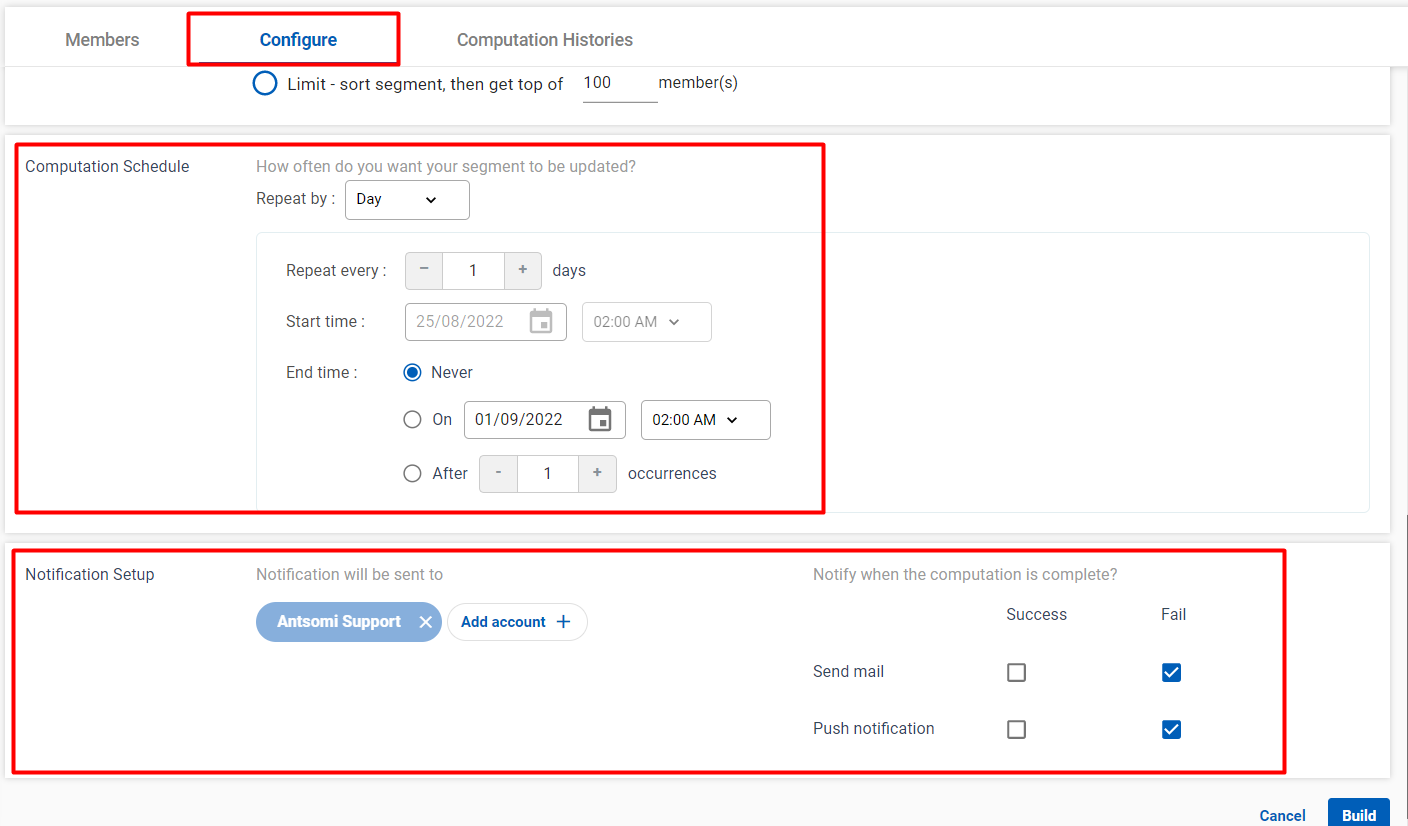 Members Configure Computation Histories
Limit - sort segment, then get top of 100 member(s)
Computation Schedule How often do you want your segment to be updated?
Repeat by : Day
Repeat every : − 1 + days
Start time : 25/08/2022 02:00 AM
End time : Never
On 01/09/2022 02:00 AM
After - 1 + occurrences
Notification Setup Notification will be sent to Notify when the computation is complete?
Antsomi Support Add account +
Success Fail
Send mail
Push notification
Cancel Build